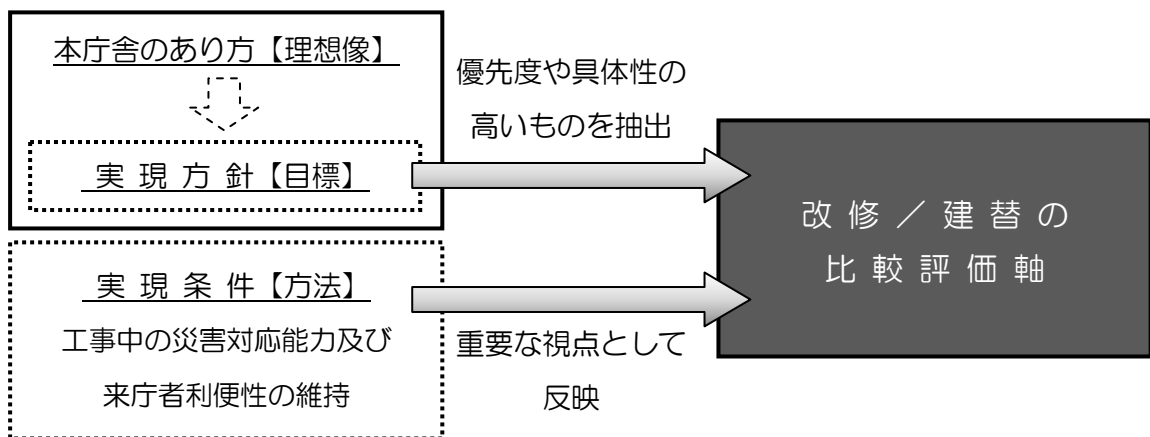 本庁舎のあり方【理想像】
実 現 方 針【目標】
優先度や具体性の
高いものを抽出
実 現 条 件【方法】
工事中の災害対応能力及び
来庁者利便性の維持
重要な視点として
反映
改 修 ／ 建 替 の
比 較 評 価 軸